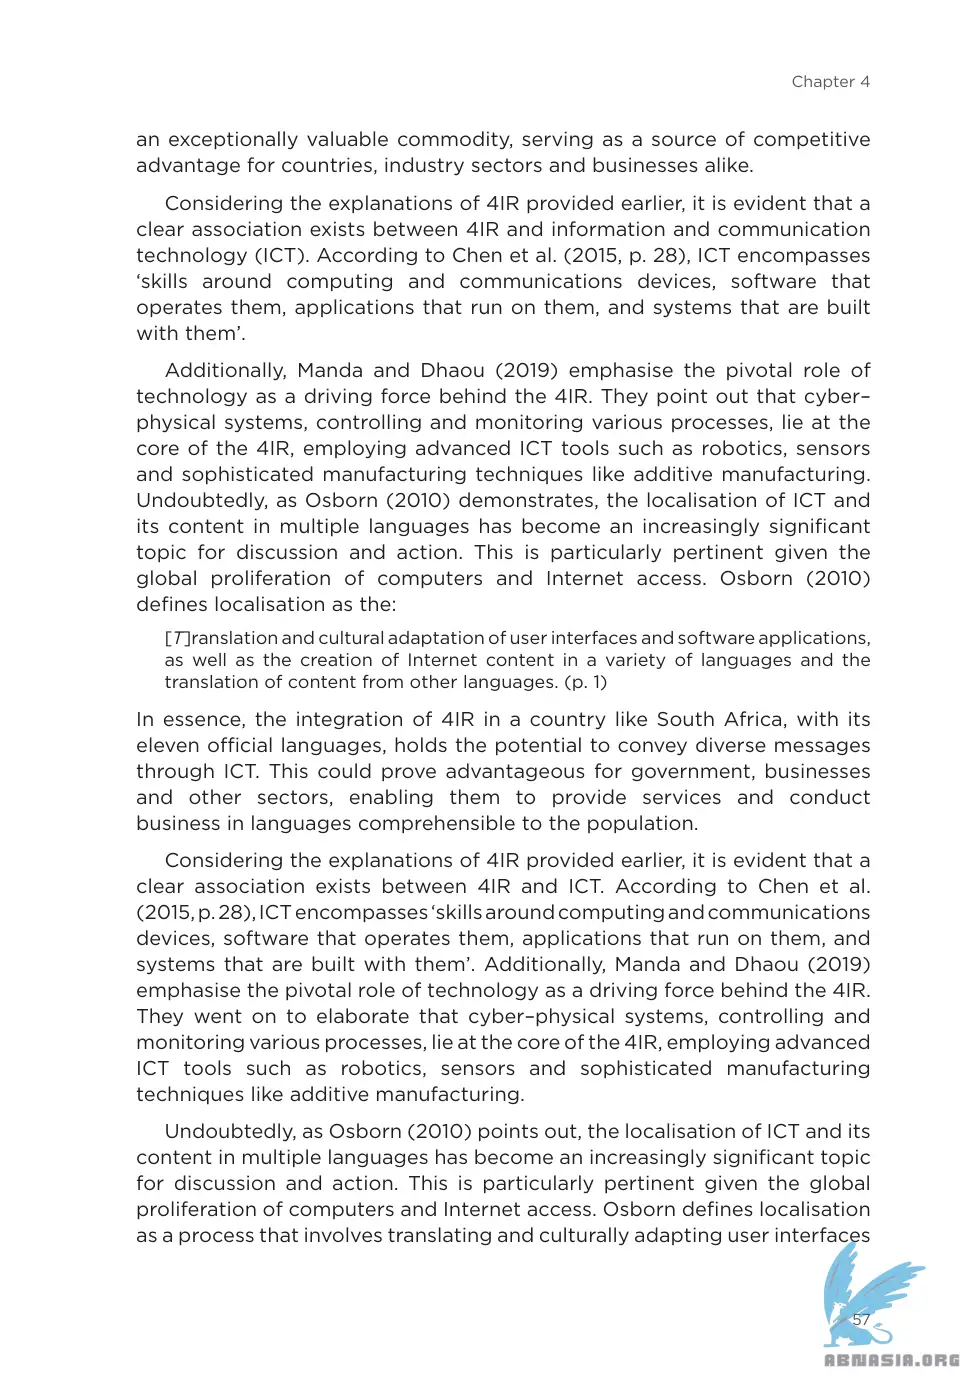 Chapter 4
an exceptionally valuable commodity, serving as a source of competitive
advantage for countries, industry sectors and businesses alike.
Considering the explanations of 4IR provided earlier, it is evident that a
clear association exists between 4IR and information and communication
technology (ICT). According to Chen et al. (2015, p. 28), ICT encompasses
‘skills around computing and communications devices, software that
operates them, applications that run on them, and systems that are built
with them’.
Additionally, Manda and Dhaou (2019) emphasise the pivotal role of
technology as a driving force behind the 4IR. They point out that cyber–
physical systems, controlling and monitoring various processes, lie at the
core of the 4IR, employing advanced ICT tools such as robotics, sensors
and sophisticated manufacturing techniques like additive manufacturing.
Undoubtedly, as Osborn (2010) demonstrates, the localisation of ICT and
its content in multiple languages has become an increasingly significant
topic for discussion and action. This is particularly pertinent given the
global proliferation of computers and Internet access. Osborn (2010)
defines localisation as the:
[T]ranslation and cultural adaptation of user interfaces and software applications,
as well as the creation of Internet content in a variety of languages and the
translation of content from other languages. (p. 1)
In essence, the integration of 4IR in a country like South Africa, with its
eleven official languages, holds the potential to convey diverse messages
through ICT. This could prove advantageous for government, businesses
and other sectors, enabling them to provide services and conduct
business in languages comprehensible to the population.
Considering the explanations of 4IR provided earlier, it is evident that a
clear association exists between 4IR and ICT. According to Chen et al.
(2015, p. 28), ICT encompasses ‘skills around computing and communications
devices, software that operates them, applications that run on them, and
systems that are built with them’. Additionally, Manda and Dhaou (2019)
emphasise the pivotal role of technology as a driving force behind the 4IR.
They went on to elaborate that cyber–physical systems, controlling and
monitoring various processes, lie at the core of the 4IR, employing advanced
ICT tools such as robotics, sensors and sophisticated manufacturing
techniques like additive manufacturing.
Undoubtedly, as Osborn (2010) points out, the localisation of ICT and its
content in multiple languages has become an increasingly significant topic
for discussion and action. This is particularly pertinent given the global
proliferation of computers and Internet access. Osborn defines localisation
as a process that involves translating and culturally adapting user interfaces
57
ABNASIA.ORG